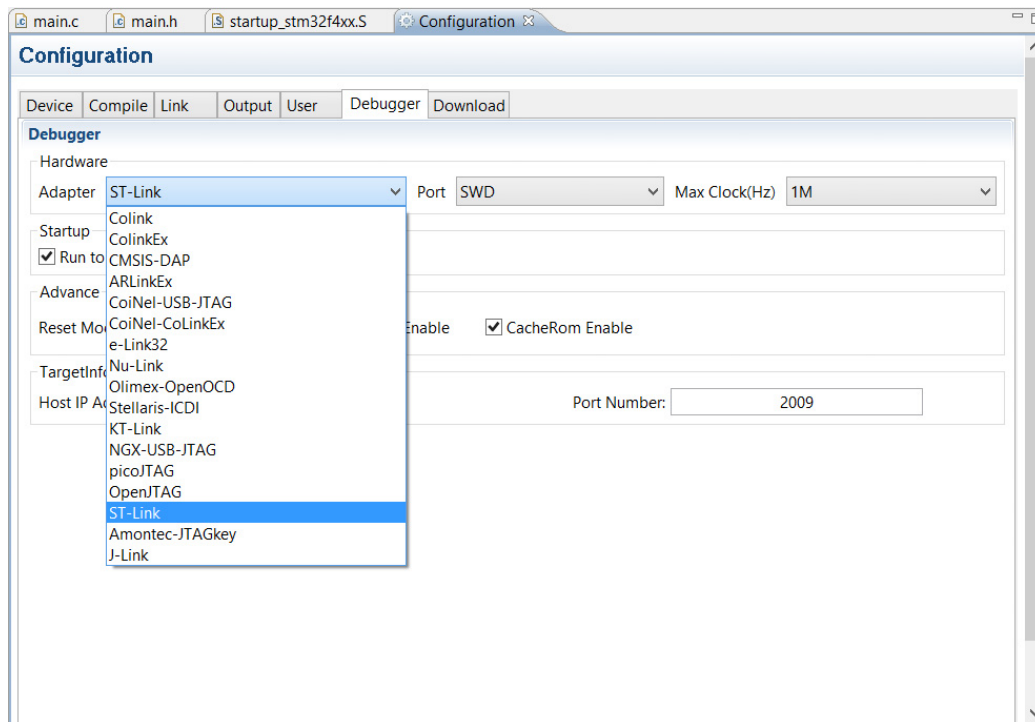 main.c main.h startup_stm32f4xx.S Configuration
Configuration
Device Compile Link Output User Debugger Download
Debugger
Hardware
Adapter ST-Link Port SWD Max Clock(Hz) 1M
Colink
ColinkEx
CMSIS-DAP
ARLinkEx
CoiNel-USB-JTAG
CoiNel-CoLinkEx
e-Link32
Nu-Link
Olimex-OpenOCD
Stellaris-ICDI
KT-Link
NGX-USB-JTAG
picoJTAG
OpenJTAG
ST-Link
Amontec-JTAGkey
J-Link
Startup
Run to
Advance
Reset Mo Enable CacheRom Enable
TargetInfo
Host IP Ad Port Number: 2009